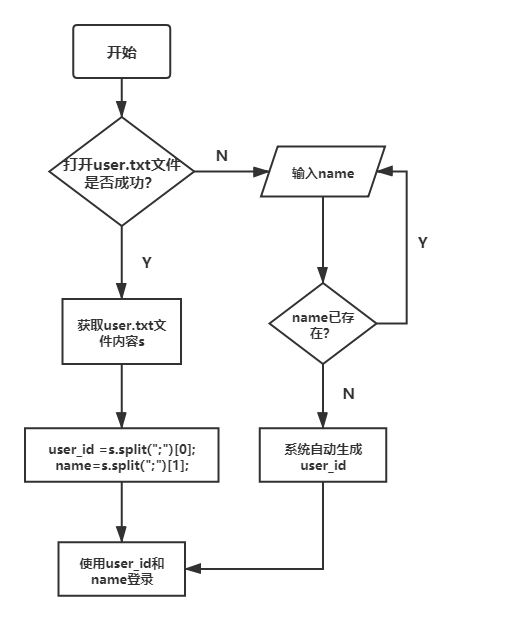 开始
打开user.txt文件
是否成功?
N
输入name
Y
Y
获取user.txt文
件内容s
name已存
在?
N
user_id =s.split(";")[0];
name=s.split(";")[1];
系统自动生成
user_id
使用user_id和
name登录